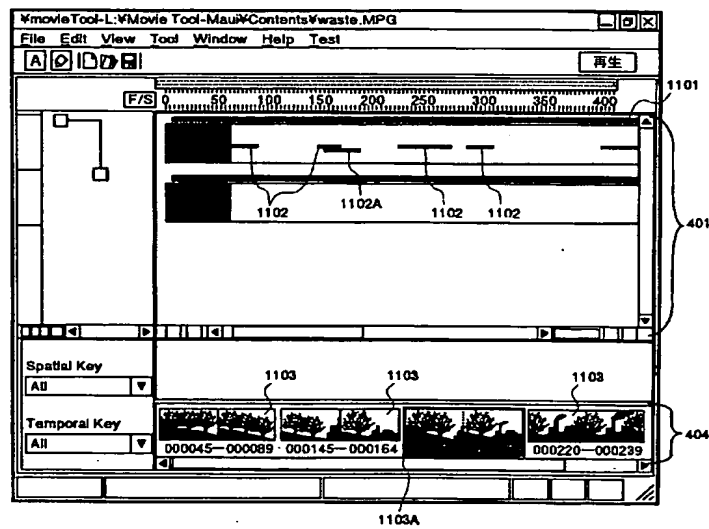 ¥movieTool-L:¥Movie Tool-Maui¥Contents¥waste.MPG
File Edit View Tool Window Help Test
A 再生
1101
F/S 0 50 100 150 200 250 300 350 400
1102 1102A 1102 1102
401
Spatial Key
All
1103 1103 1103
Temporal Key
All
404
000045—000089 000145—000164 000220—000239
1103A